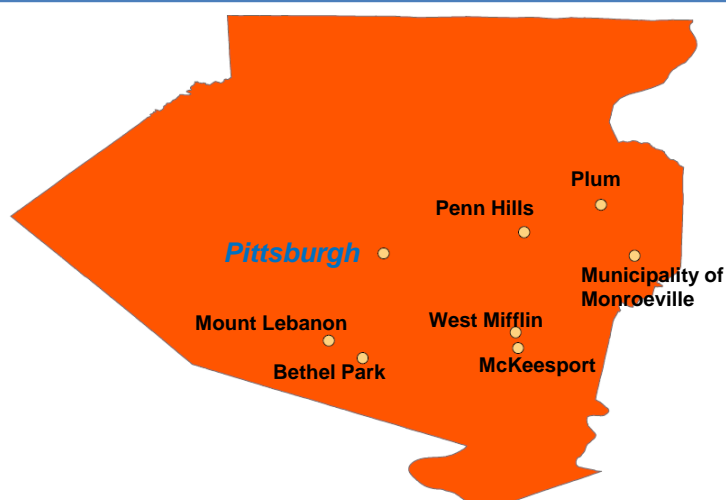 Plum
Penn Hills
Pittsburgh
Municipality of
Monroeville
Mount Lebanon
West Mifflin
Bethel Park
McKeesport